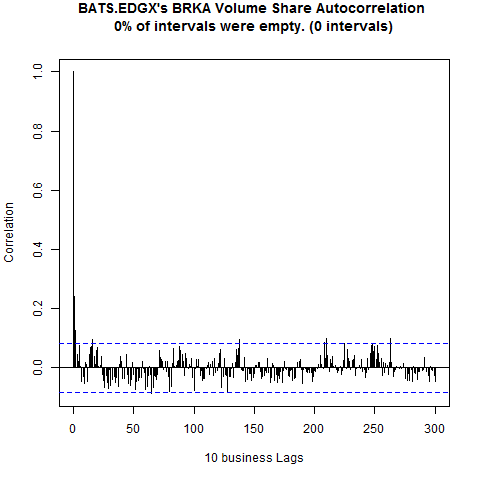 BATS.EDGX's BRKA Volume Share Autocorrelation
0% of intervals were empty. (0 intervals)
1.0
0.8
0.6
0.4
0.2
0.0
Correlation
0 50 100 150 200 250 300
10 business Lags